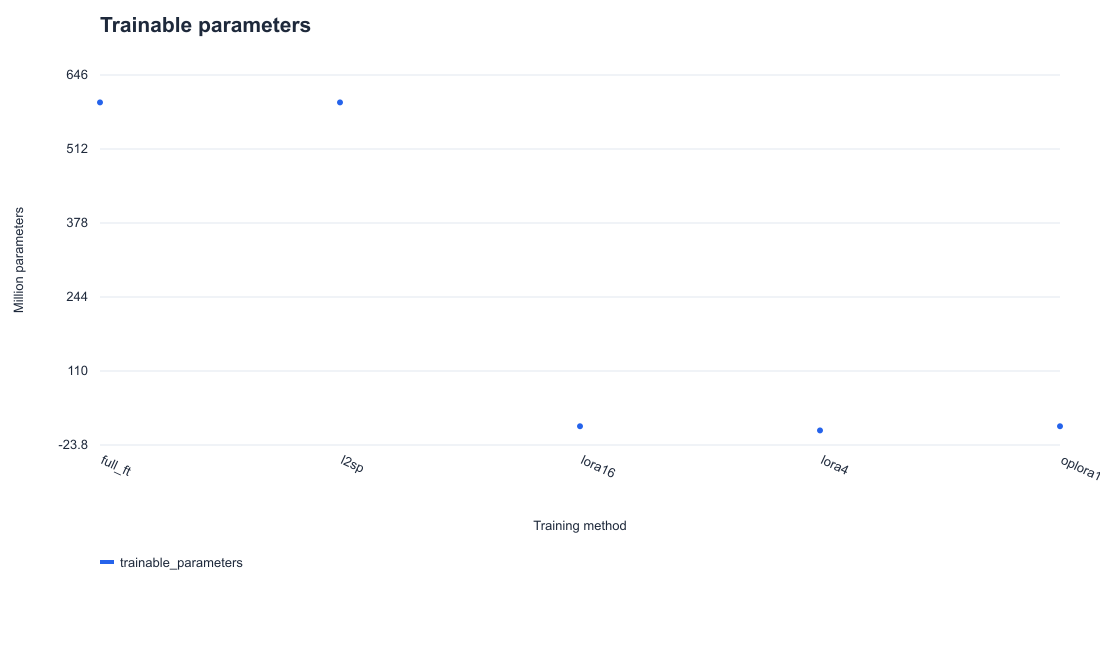 Trainable parameters
646
512
378
244
110
-23.8
Million parameters
full_ft
l2sp
lora16
lora4
oplora1
Training method
trainable_parameters